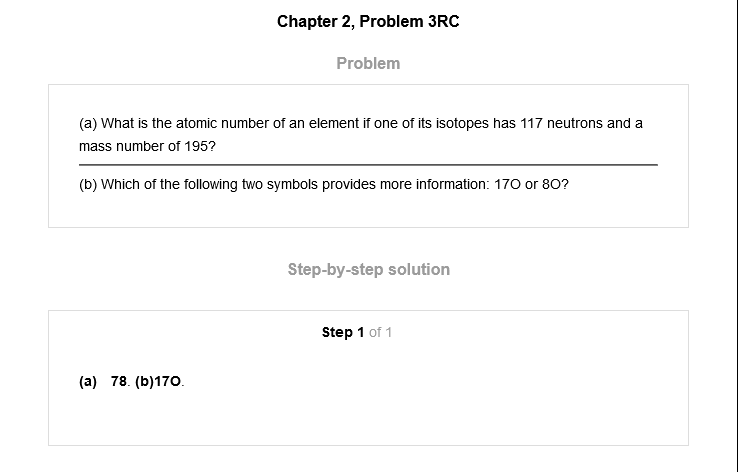 Chapter 2, Problem 3RC
Problem
(a) What is the atomic number of an element if one of its isotopes has 117 neutrons and a
mass number of 195?
(b) Which of the following two symbols provides more information: 17O or 8O?
Step-by-step solution
Step 1 of 1
(a) 78. (b)17O.